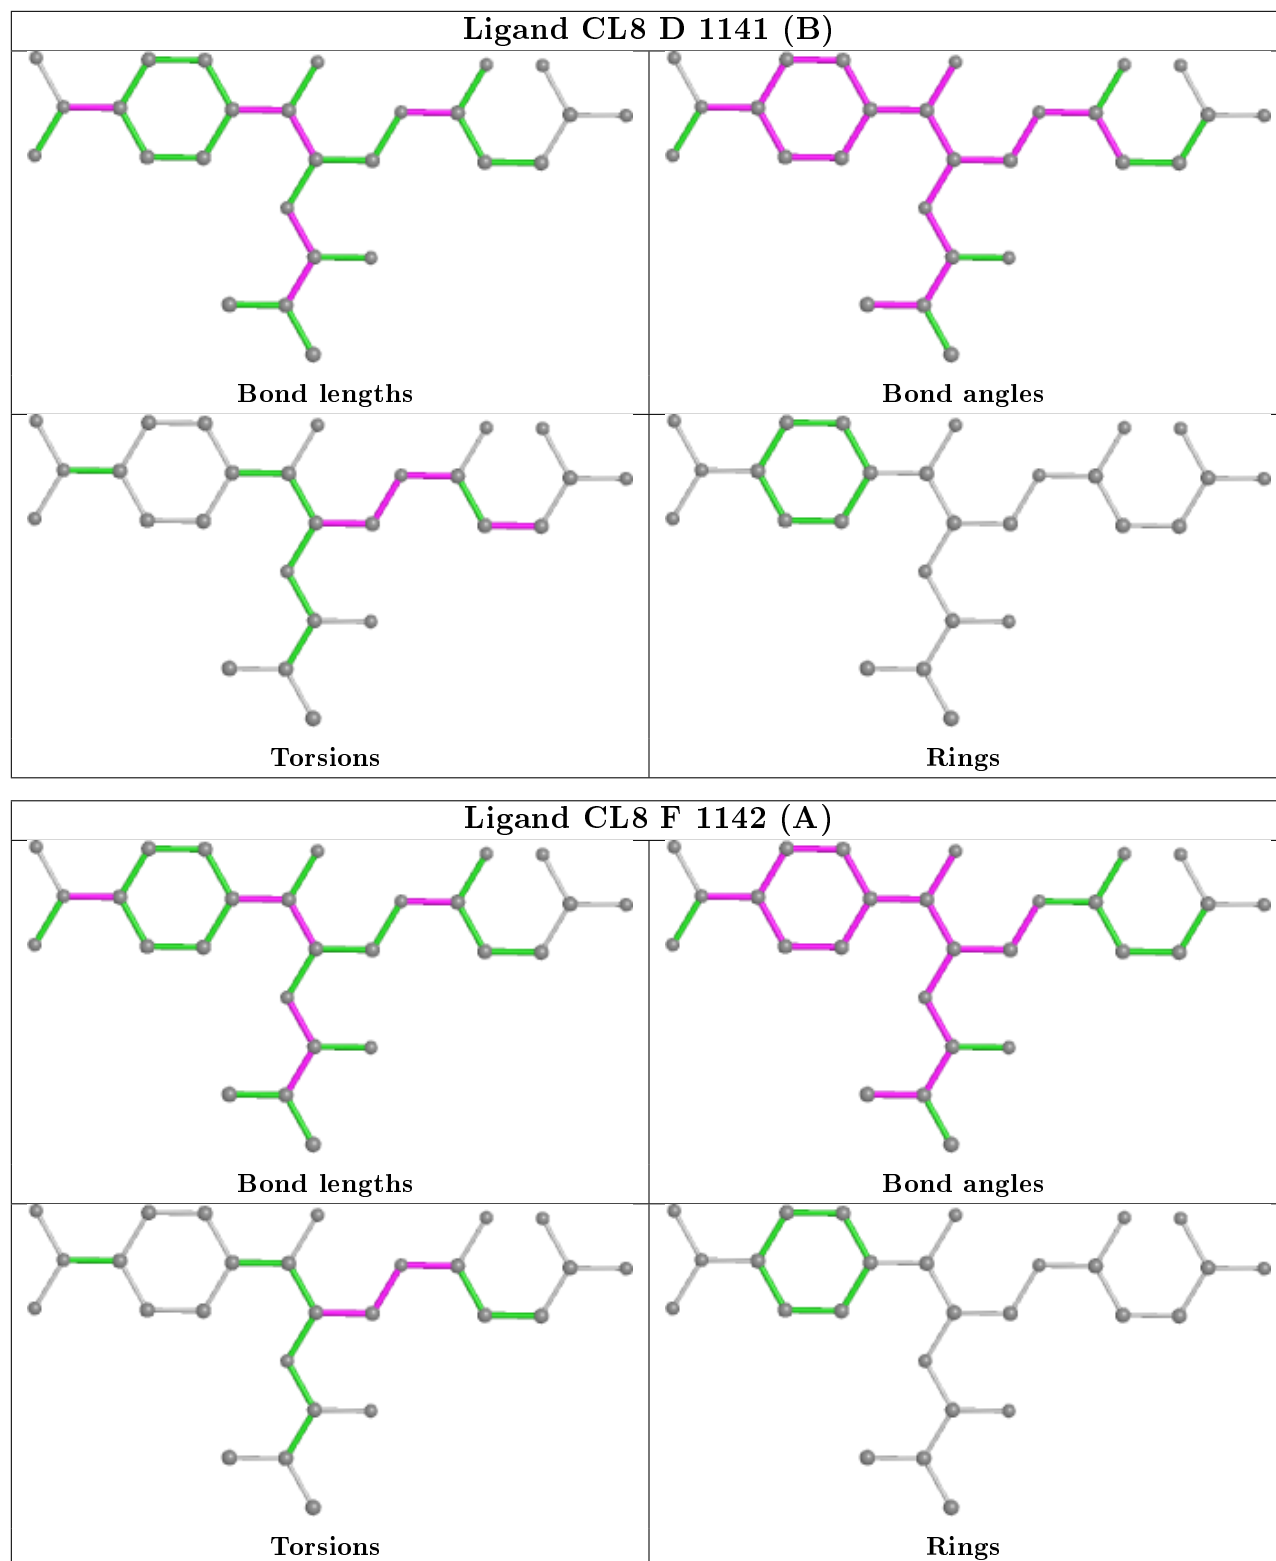 Ligand CL8 D 1141 (B)
Bond lengths
Bond angles
Torsions
Rings
Ligand CL8 F 1142 (A)
Bond lengths
Bond angles
Torsions
Rings